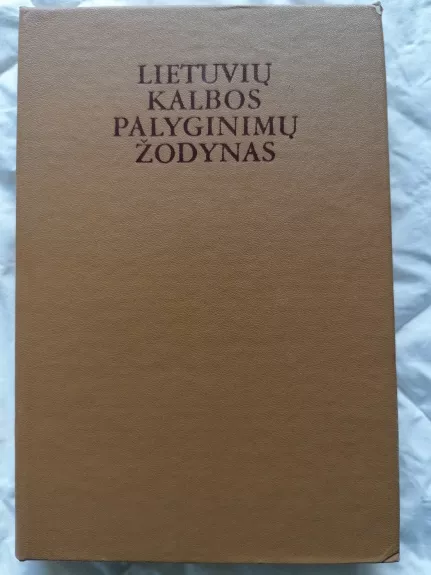 LIETUVIŲ
KALBOS
PALYGINIMŲ
ŽODYNAS